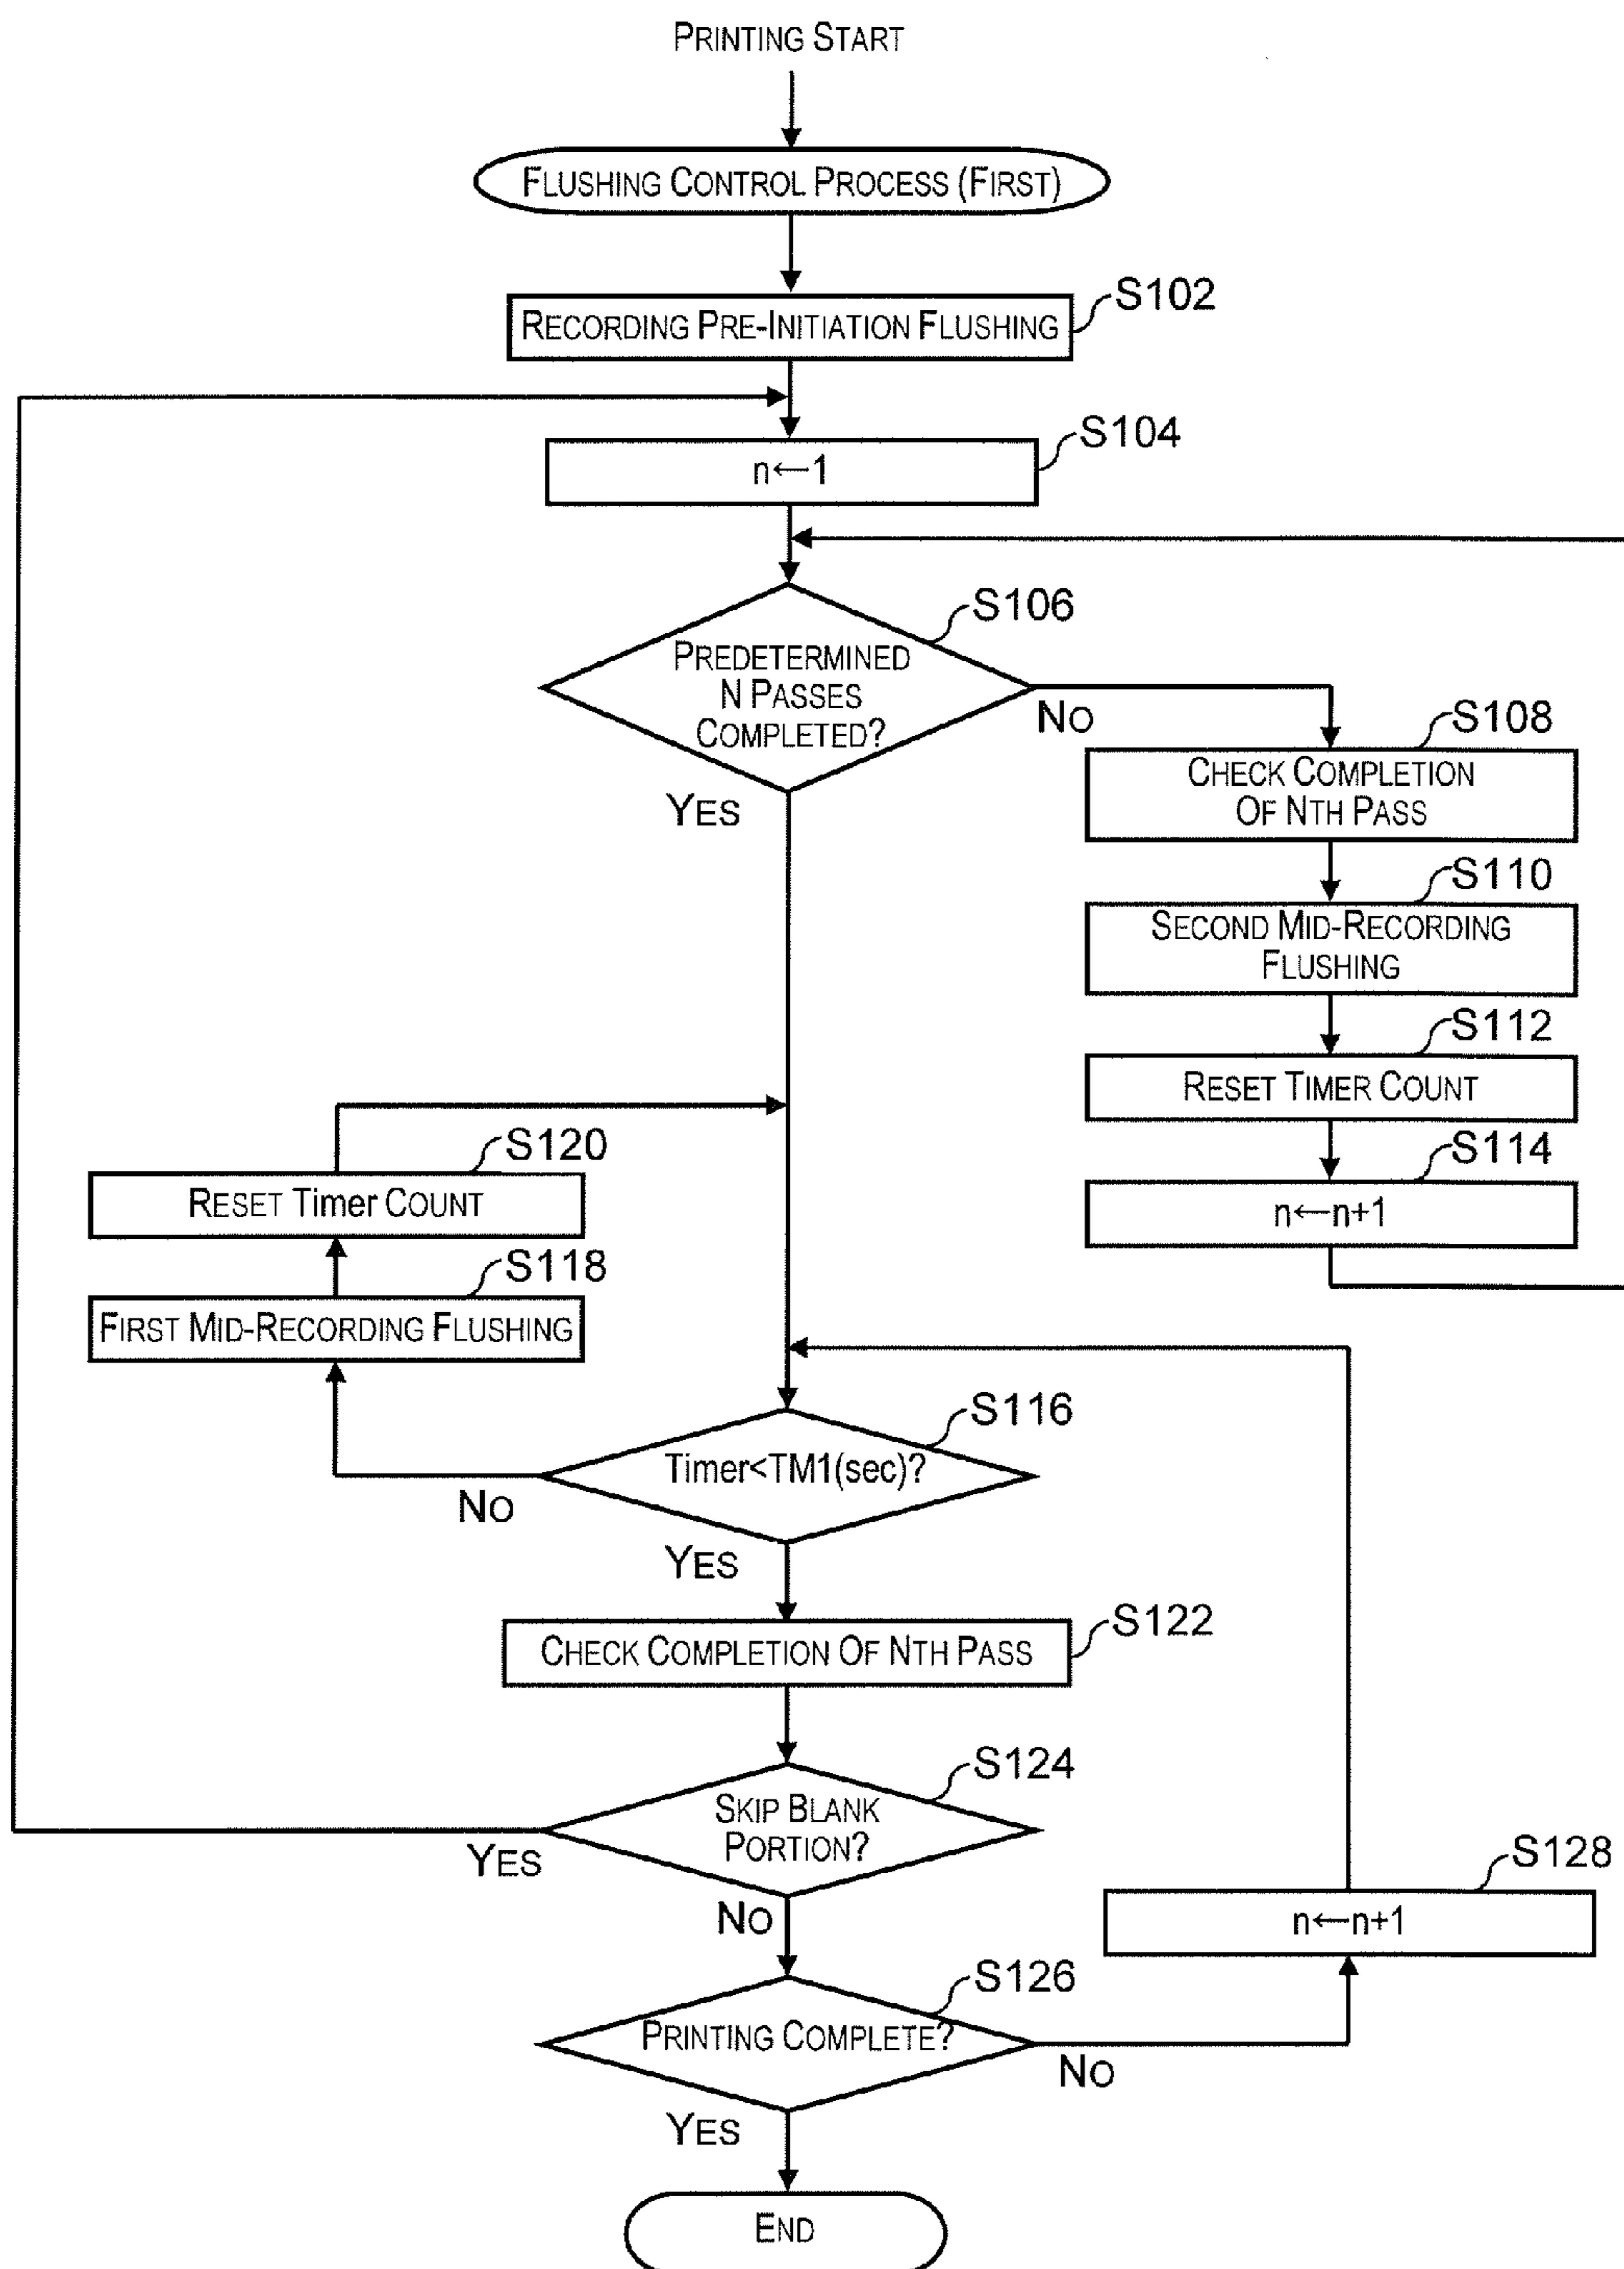 PRINTING START
FLUSHING CONTROL PROCESS (FIRST)
S102
RECORDING PRE-INITIATION FLUSHING
S104
n←1
S106
PREDETERMINED
N PASSES
COMPLETED?
NO
YES
S108
CHECK COMPLETION
OF NTH PASS
S110
SECOND MID-RECORDING
FLUSHING
S112
RESET TIMER COUNT
S114
n←n+1
S120
RESET Timer COUNT
S118
FIRST MID-RECORDING FLUSHING
S116
Timer<TM1(sec)?
NO
YES
S122
CHECK COMPLETION OF NTH PASS
S124
SKIP BLANK
PORTION?
YES
NO
S128
n←n+1
S126
PRINTING COMPLETE?
NO
YES
END